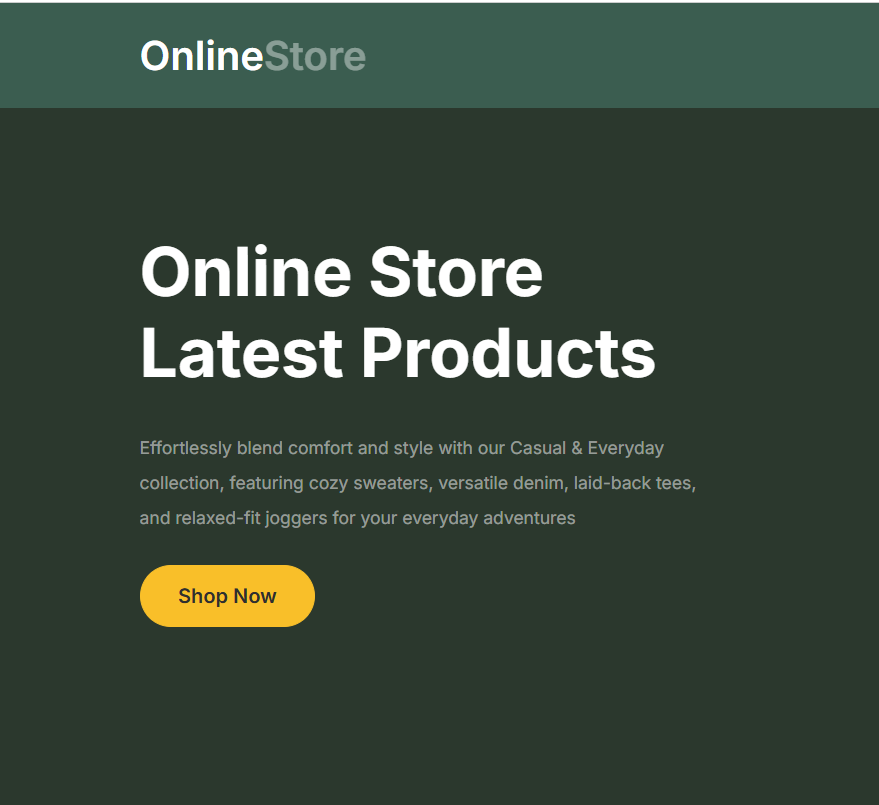 OnlineStore
Online Store
Latest Products
Effortlessly blend comfort and style with our Casual & Everyday
collection, featuring cozy sweaters, versatile denim, laid-back tees,
and relaxed-fit joggers for your everyday adventures
Shop Now